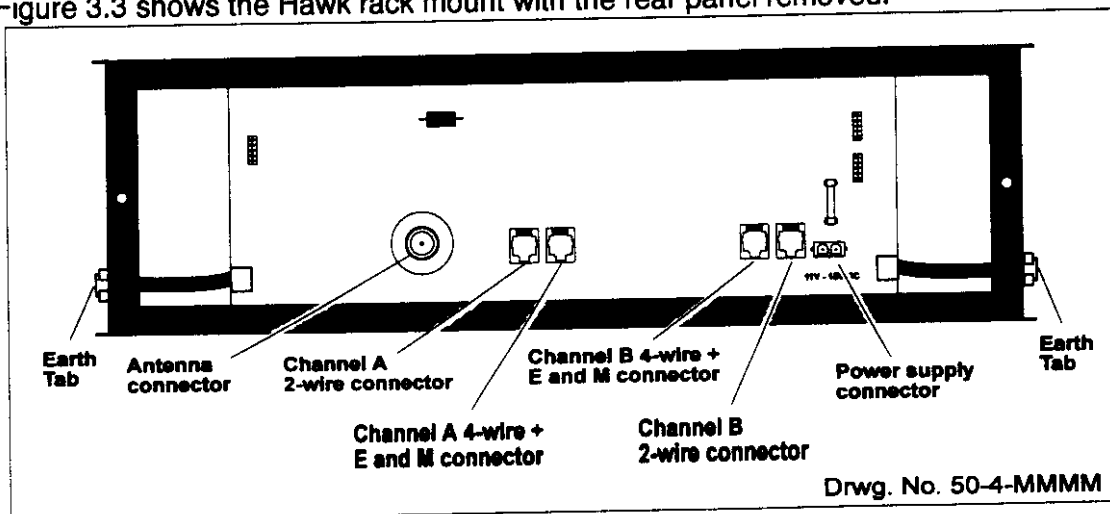 Figure 3.3 shows the Hawk rack mount with the rear panel removed.
Earth
Tab
Antenna
connector
Channel A
2-wire connector
Channel A 4-wire +
E and M connector
Channel B 4-wire +
E and M connector
Channel B
2-wire connector
Power supply
connector
Earth
Tab
Drwg. No. 50-4-MMMM